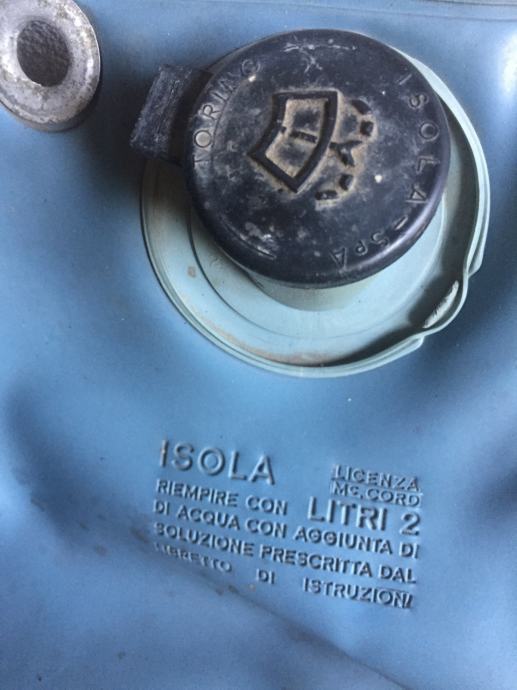 TORINO
ISOLA-SPA
ISOLA
LICENZA
Mc.CORD
RIEMPIRE CON LITRI 2
DI ACQUA CON AGGIUNTA DI
SOLUZIONE PRESCRITTA DAL
LIBRETTO DI ISTRUZIONI